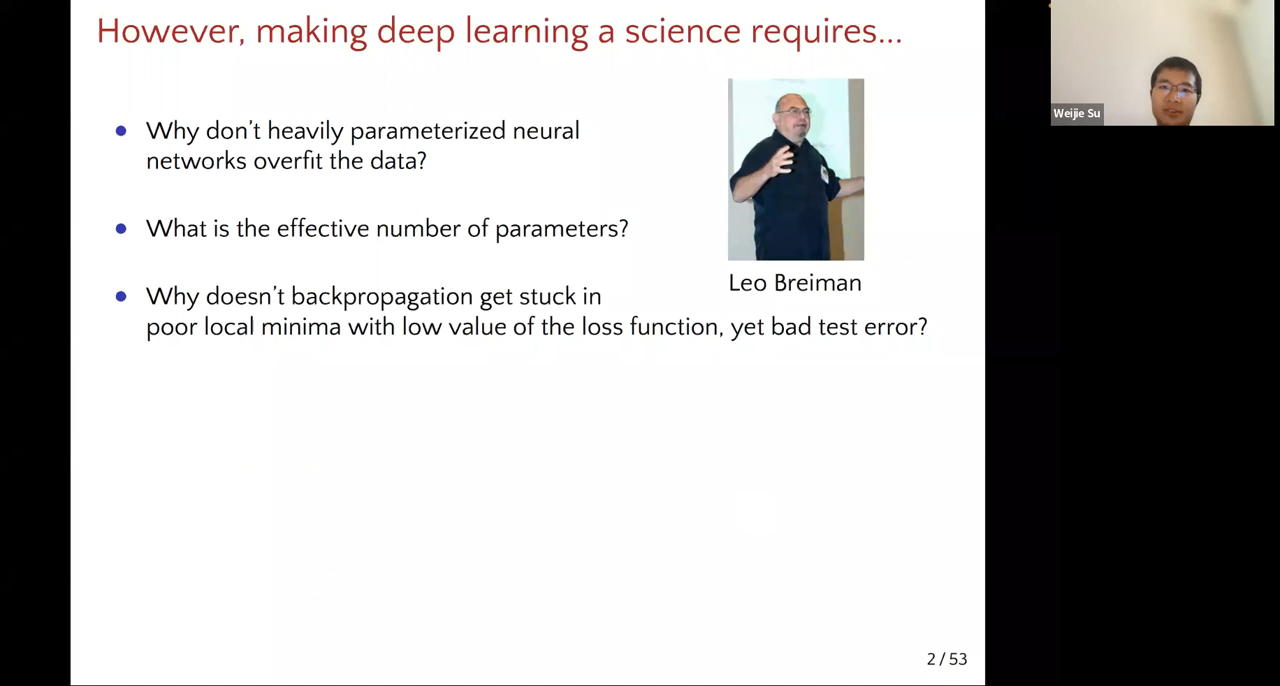 However, making deep learning a science requires...
Why don't heavily parameterized neural
networks overfit the data?
What is the effective number of parameters?
Why doesn't backpropagation get stuck in
poor local minima with low value of the loss function, yet bad test error?
Leo Breiman
2 / 53
Weijie Su